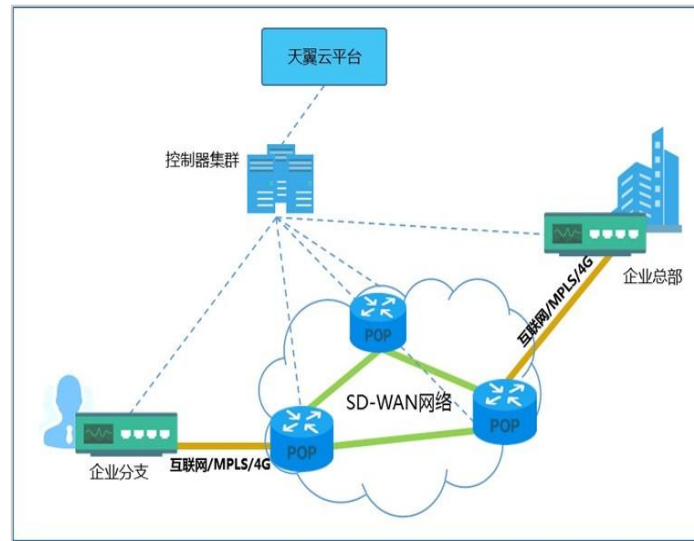 天翼云平台
控制器集群
企业总部
互联网/MPLS/4G
POP
SD-WAN网络
POP
POP
企业分支
互联网/MPLS/4G